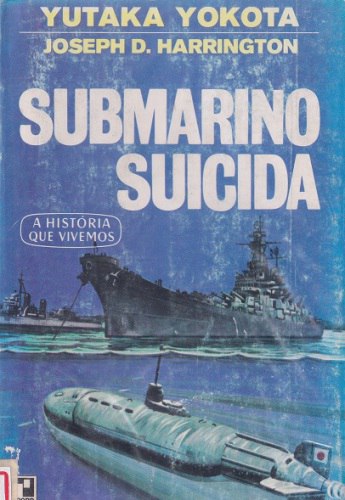 YUTAKA YOKOTA
JOSEPH D. HARRINGTON
SUBMARINO
SUICIDA
A HISTÓRIA
QUE VIVEMOS